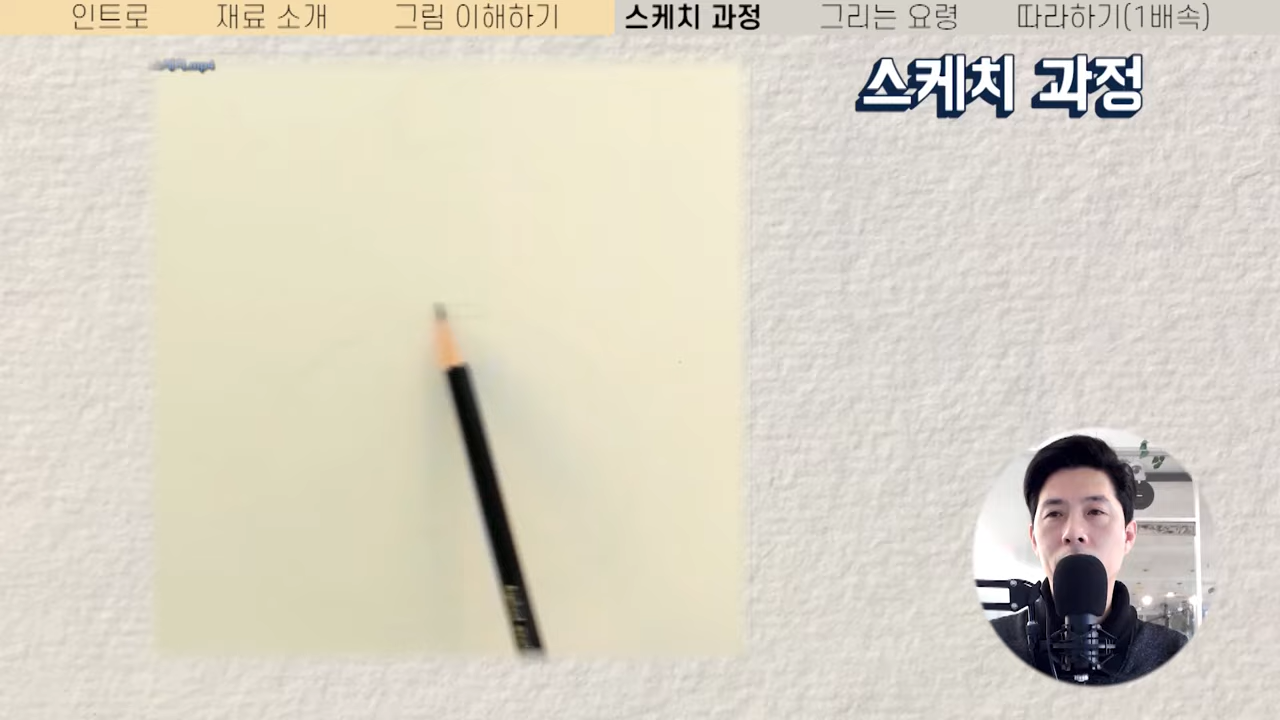 인트로 재료 소개 그림 이해하기 스케치 과정 그리는 요령 따라하기(1배속)
스케치 과정